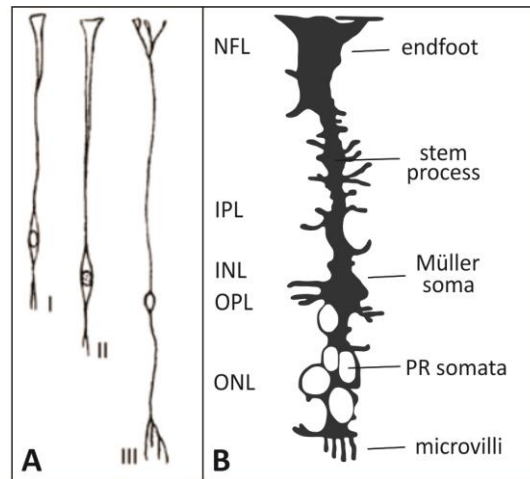 I
II
III
A
NFL
IPL
INL
OPL
ONL
endfoot
stem
process
Müller
soma
PR somata
microvilli
B